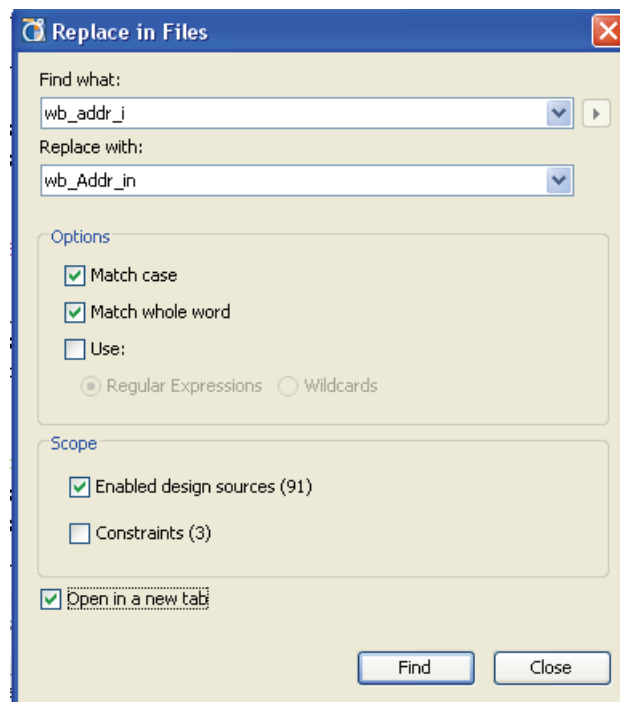 Replace in Files
Find what:
wb_addr_i
Replace with:
wb_Addr_in
Options
Match case
Match whole word
Use:
Regular Expressions Wildcards
Scope
Enabled design sources (91)
Constraints (3)
Open in a new tab
Find Close